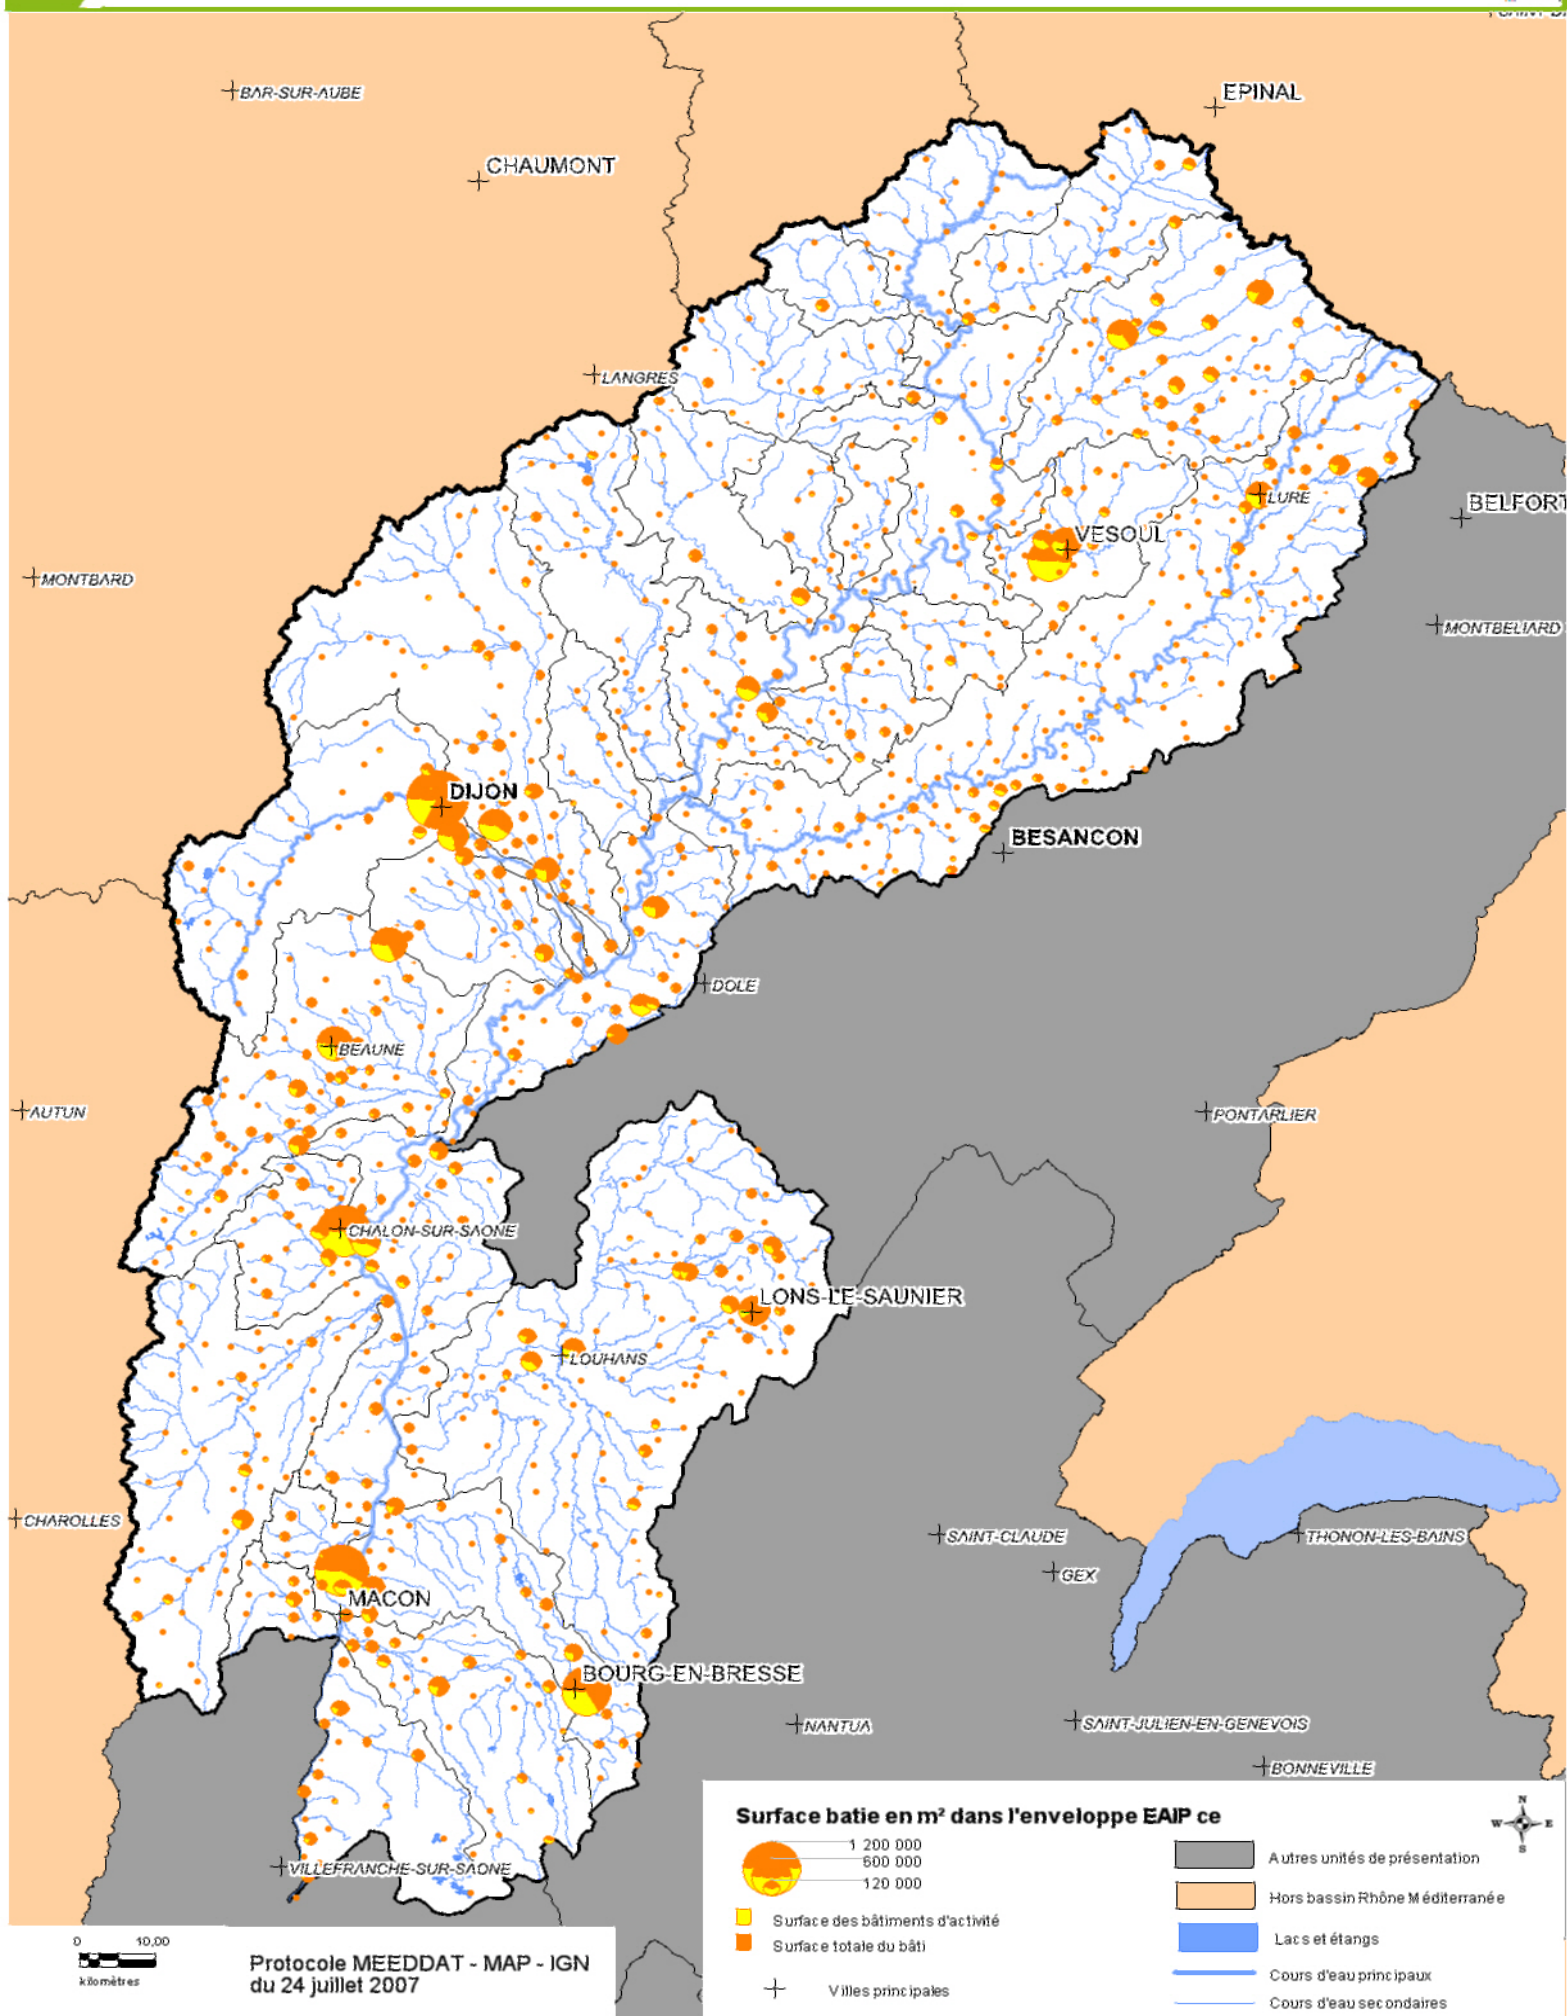 BAR-SUR-AUBE
EPINAL
CHAUMONT
LANGRES
LURE
BELFORT
VESOUL
MONTBARD
MONTBELIARD
DIJON
BESANCON
DOLE
BEAUNE
AUTUN
PONTARLIER
CHALON-SUR-SAONE
LONS-LE-SAUNIER
LOUHANS
CHAROLLES
SAINT-CLAUDE
THONON-LES-BAINS
GEX
MACON
BOURG-EN-BRESSE
NANTUA
SAINT-JULIEN-EN-GENEVOIS
BONNEVILLE
VILLEFRANCHE-SUR-SAONE
Surface batie en m² dans l'enveloppe EAIP ce
1 200 000
600 000
120 000
Surface des bâtiments d'activité
Surface totale du bâti
Villes principales
N
W E
S
Autres unités de présentation
Hors bassin Rhône Méditerranée
Lacs et étangs
Cours d'eau principaux
Cours d'eau secondaires
0 10,00
kilomètres
Protocole MEEDDAT - MAP - IGN
du 24 juillet 2007